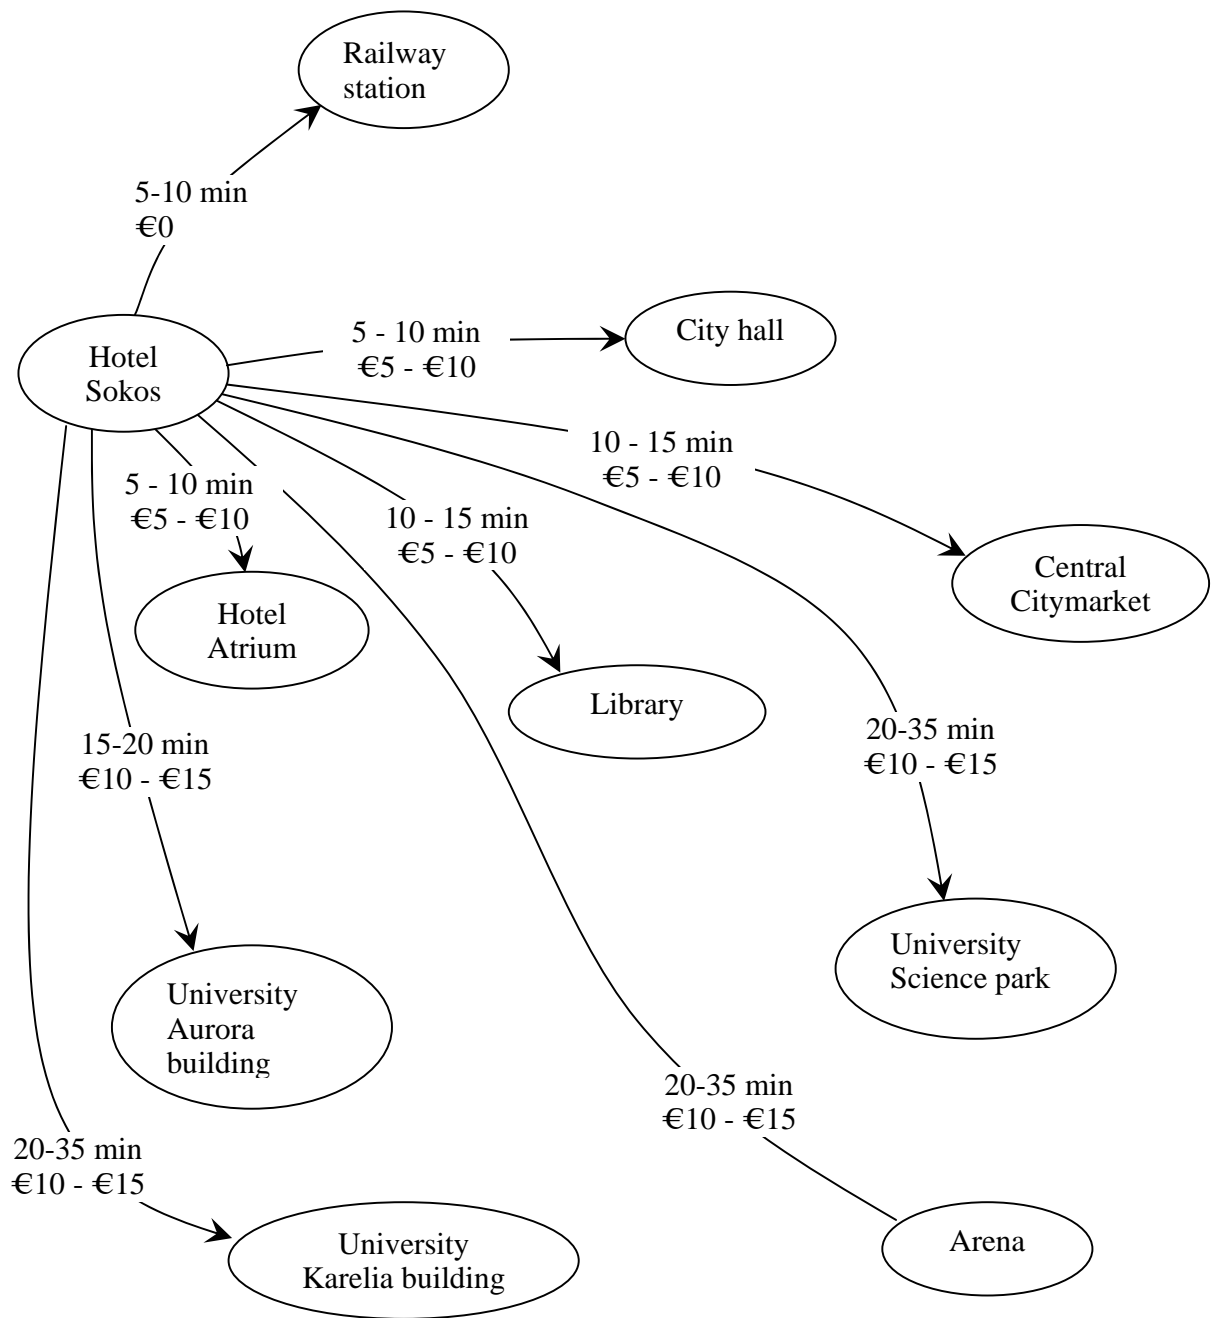 Railway
station
5-10 min
€0
Hotel
Sokos
5 - 10 min
€5 - €10
City hall
10 - 15 min
€5 - €10
Central
Citymarket
5 - 10 min
€5 - €10
Hotel
Atrium
10 - 15 min
€5 - €10
Library
20-35 min
€10 - €15
University
Science park
15-20 min
€10 - €15
University
Aurora
building
20-35 min
€10 - €15
Arena
20-35 min
€10 - €15
University
Karelia building